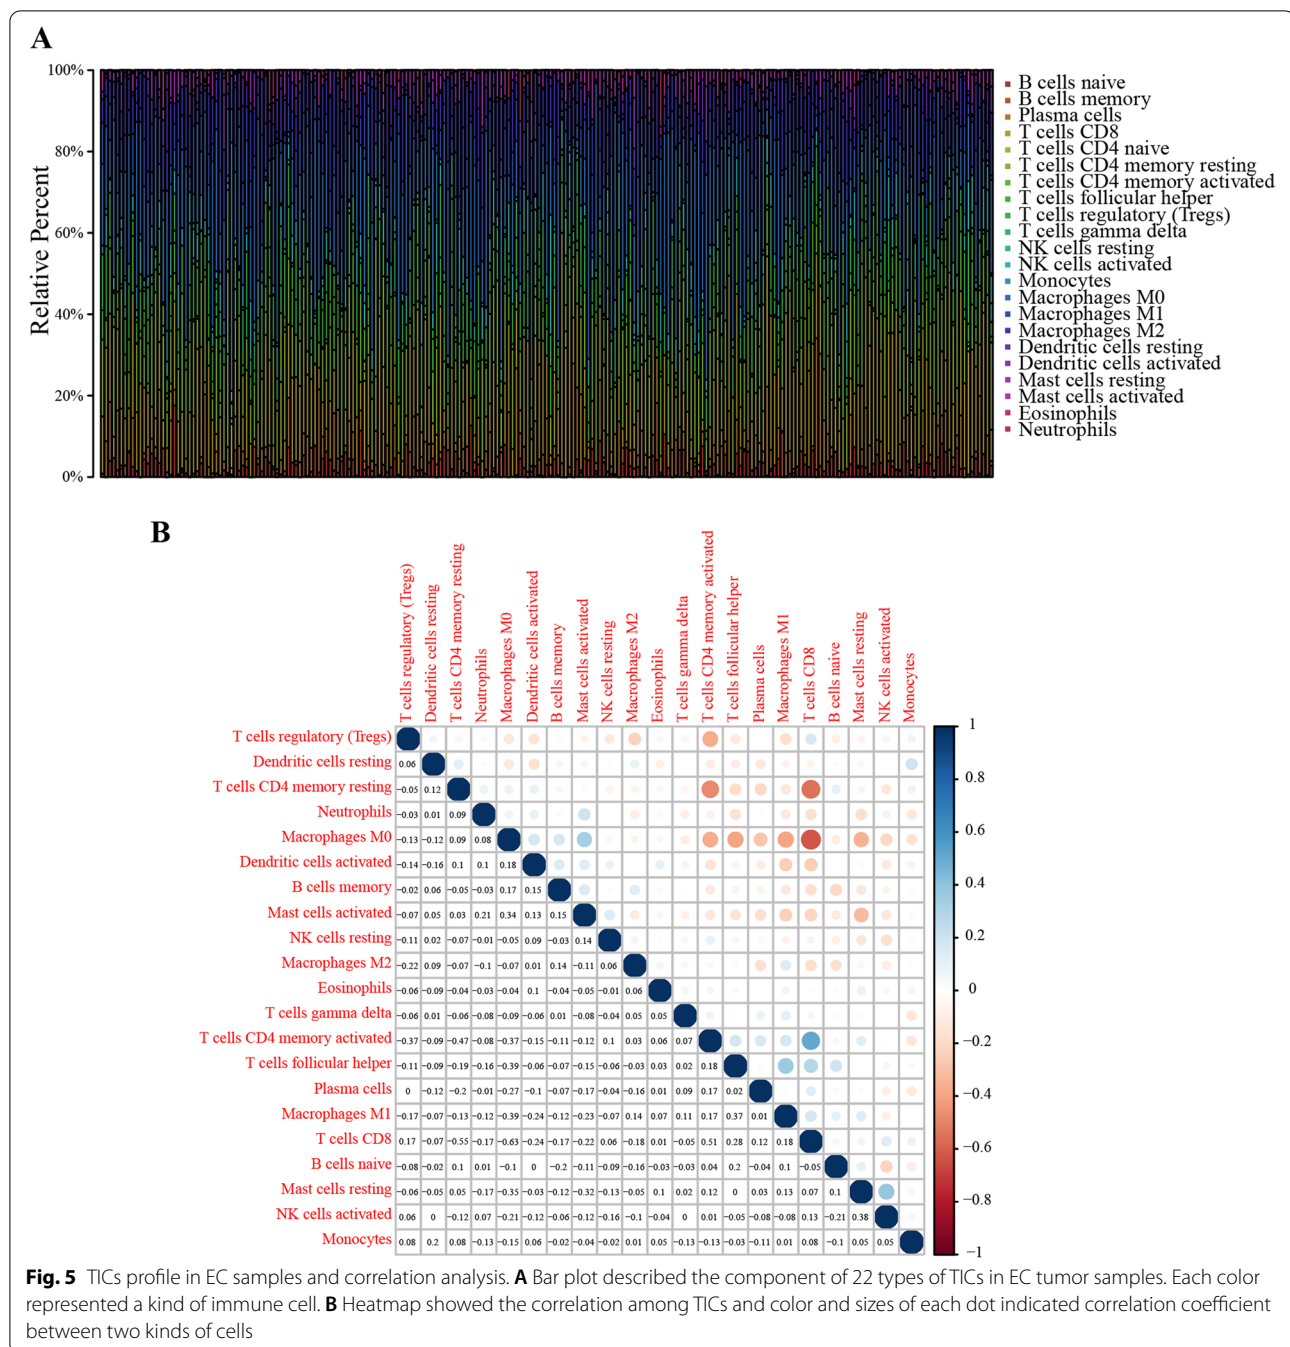 A
100%
80%
60%
40%
20%
0%
Relative Percent
B cells naive
B cells memory
Plasma cells
T cells CD8
T cells CD4 naive
T cells CD4 memory resting
T cells CD4 memory activated
T cells follicular helper
T cells regulatory (Tregs)
T cells gamma delta
NK cells resting
NK cells activated
Monocytes
Macrophages M0
Macrophages M1
Macrophages M2
Dendritic cells resting
Dendritic cells activated
Mast cells resting
Mast cells activated
Eosinophils
Neutrophils
B
T cells regulatory (Tregs)
Dendritic cells resting
T cells CD4 memory resting
Neutrophils
Macrophages M0
Dendritic cells activated
B cells memory
Mast cells activated
NK cells resting
Macrophages M2
Eosinophils
T cells gamma delta
T cells CD4 memory activated
T cells follicular helper
Plasma cells
Macrophages M1
T cells CD8
B cells naive
Mast cells resting
NK cells activated
Monocytes
T cells regulatory (Tregs)
Dendritic cells resting 0.06
T cells CD4 memory resting −0.05 0.12
Neutrophils −0.03 0.01 0.09
Macrophages M0 −0.13 −0.12 0.09 0.08
Dendritic cells activated −0.14 −0.16 0.1 0.1 0.18
B cells memory −0.02 0.06 −0.05 −0.03 0.17 0.15
Mast cells activated −0.07 0.05 0.03 0.21 0.34 0.13 0.15
NK cells resting −0.11 0.02 −0.07 −0.01 −0.05 0.09 −0.03 0.14
Macrophages M2 −0.22 0.09 −0.07 −0.1 −0.07 0.01 0.14 −0.11 0.06
Eosinophils −0.06 −0.09 −0.04 −0.03 −0.04 0.1 −0.04 −0.05 −0.01 0.06
T cells gamma delta −0.06 0.01 −0.06 −0.08 −0.09 −0.06 0.01 −0.08 −0.04 0.05 0.05
T cells CD4 memory activated −0.37 −0.09 −0.47 −0.08 −0.37 −0.15 −0.11 −0.12 0.1 0.03 0.06 0.07
T cells follicular helper −0.11 −0.09 −0.19 −0.16 −0.39 −0.06 −0.07 −0.15 −0.06 −0.03 0.03 0.02 0.18
Plasma cells 0 −0.12 −0.2 −0.01 −0.27 −0.1 −0.07 −0.17 −0.04 −0.16 0.01 0.09 0.17 0.02
Macrophages M1 −0.17 −0.07 −0.13 −0.12 −0.39 −0.24 −0.12 −0.23 −0.07 0.14 0.07 0.11 0.17 0.37 0.01
T cells CD8 0.17 −0.07 −0.55 −0.17 −0.63 −0.24 −0.17 −0.22 0.06 −0.18 0.01 −0.05 0.51 0.28 0.12 0.18
B cells naive −0.08 −0.02 0.1 0.01 −0.1 0 −0.2 −0.11 −0.09 −0.16 −0.03 −0.03 0.04 0.2 −0.04 0.1 −0.05
Mast cells resting −0.06 −0.05 0.05 −0.17 −0.35 −0.03 −0.12 −0.32 −0.13 −0.05 0.1 0.02 0.12 0 0.03 0.13 0.07 0.1
NK cells activated 0.06 0 −0.12 0.07 −0.21 −0.12 −0.06 −0.12 −0.16 −0.1 −0.04 0 0.01 −0.05 −0.08 −0.08 0.13 −0.21 0.38
Monocytes 0.08 0.2 0.08 −0.13 −0.15 0.06 −0.02 −0.04 −0.02 0.01 0.05 −0.13 −0.13 −0.03 −0.11 0.01 0.08 −0.1 0.05 0.05
1
0.8
0.6
0.4
0.2
0
−0.2
−0.4
−0.6
−0.8
−1
Fig. 5 TICs profile in EC samples and correlation analysis. A Bar plot described the component of 22 types of TICs in EC tumor samples. Each color
represented a kind of immune cell. B Heatmap showed the correlation among TICs and color and sizes of each dot indicated correlation coefficient
between two kinds of cells